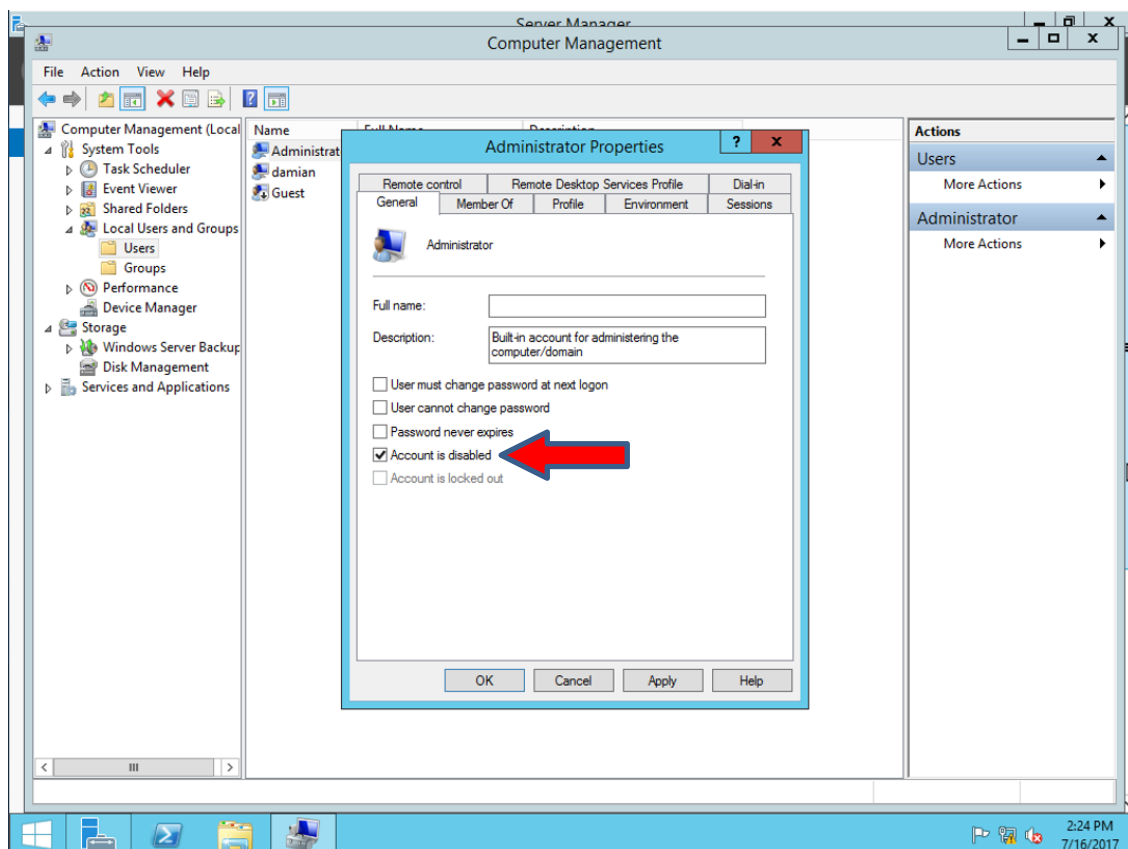 Server Manager
Computer Management
File Action View Help
Computer Management (Local
System Tools
Task Scheduler
Event Viewer
Shared Folders
Local Users and Groups
Users
Groups
Performance
Device Manager
Storage
Windows Server Backup
Disk Management
Services and Applications
Name Full Name Description
Administrat
damian
Guest
Administrator Properties
Remote control Remote Desktop Services Profile Dial-in
General Member Of Profile Environment Sessions
Administrator
Full name:
Description: Built-in account for administering the
computer/domain
User must change password at next logon
User cannot change password
Password never expires
Account is disabled
Account is locked out
OK Cancel Apply Help
Actions
Users
More Actions
Administrator
More Actions
2:24 PM
7/16/2017